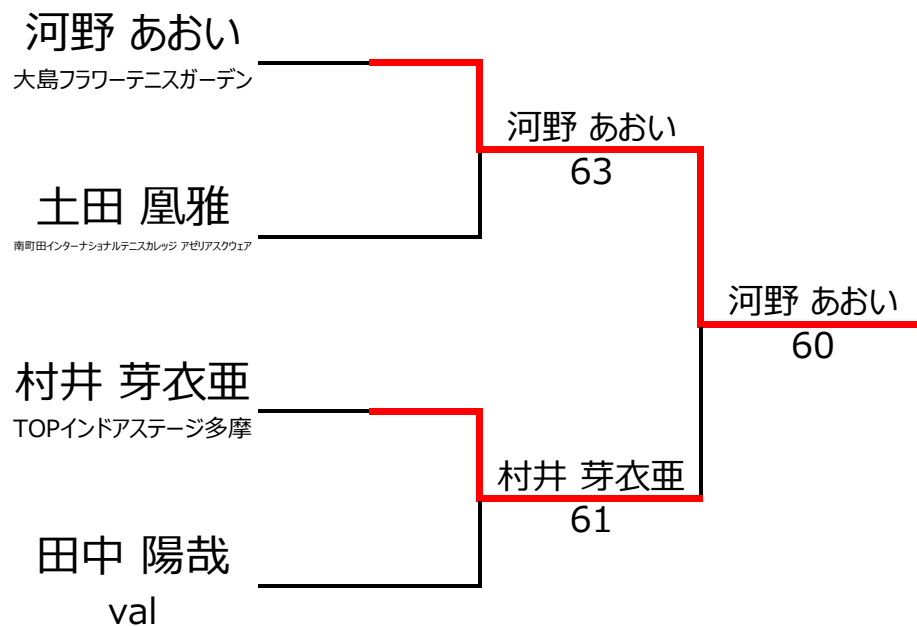 河野 あおい
大島フラワーテニスガーデン
河野 あおい
63
土田 凰雅
南町田インターナショナルテニスカレッジ アゼリアスクウェア
河野 あおい
60
村井 芽衣亜
TOPインドアステージ多摩
村井 芽衣亜
61
田中 陽哉
val